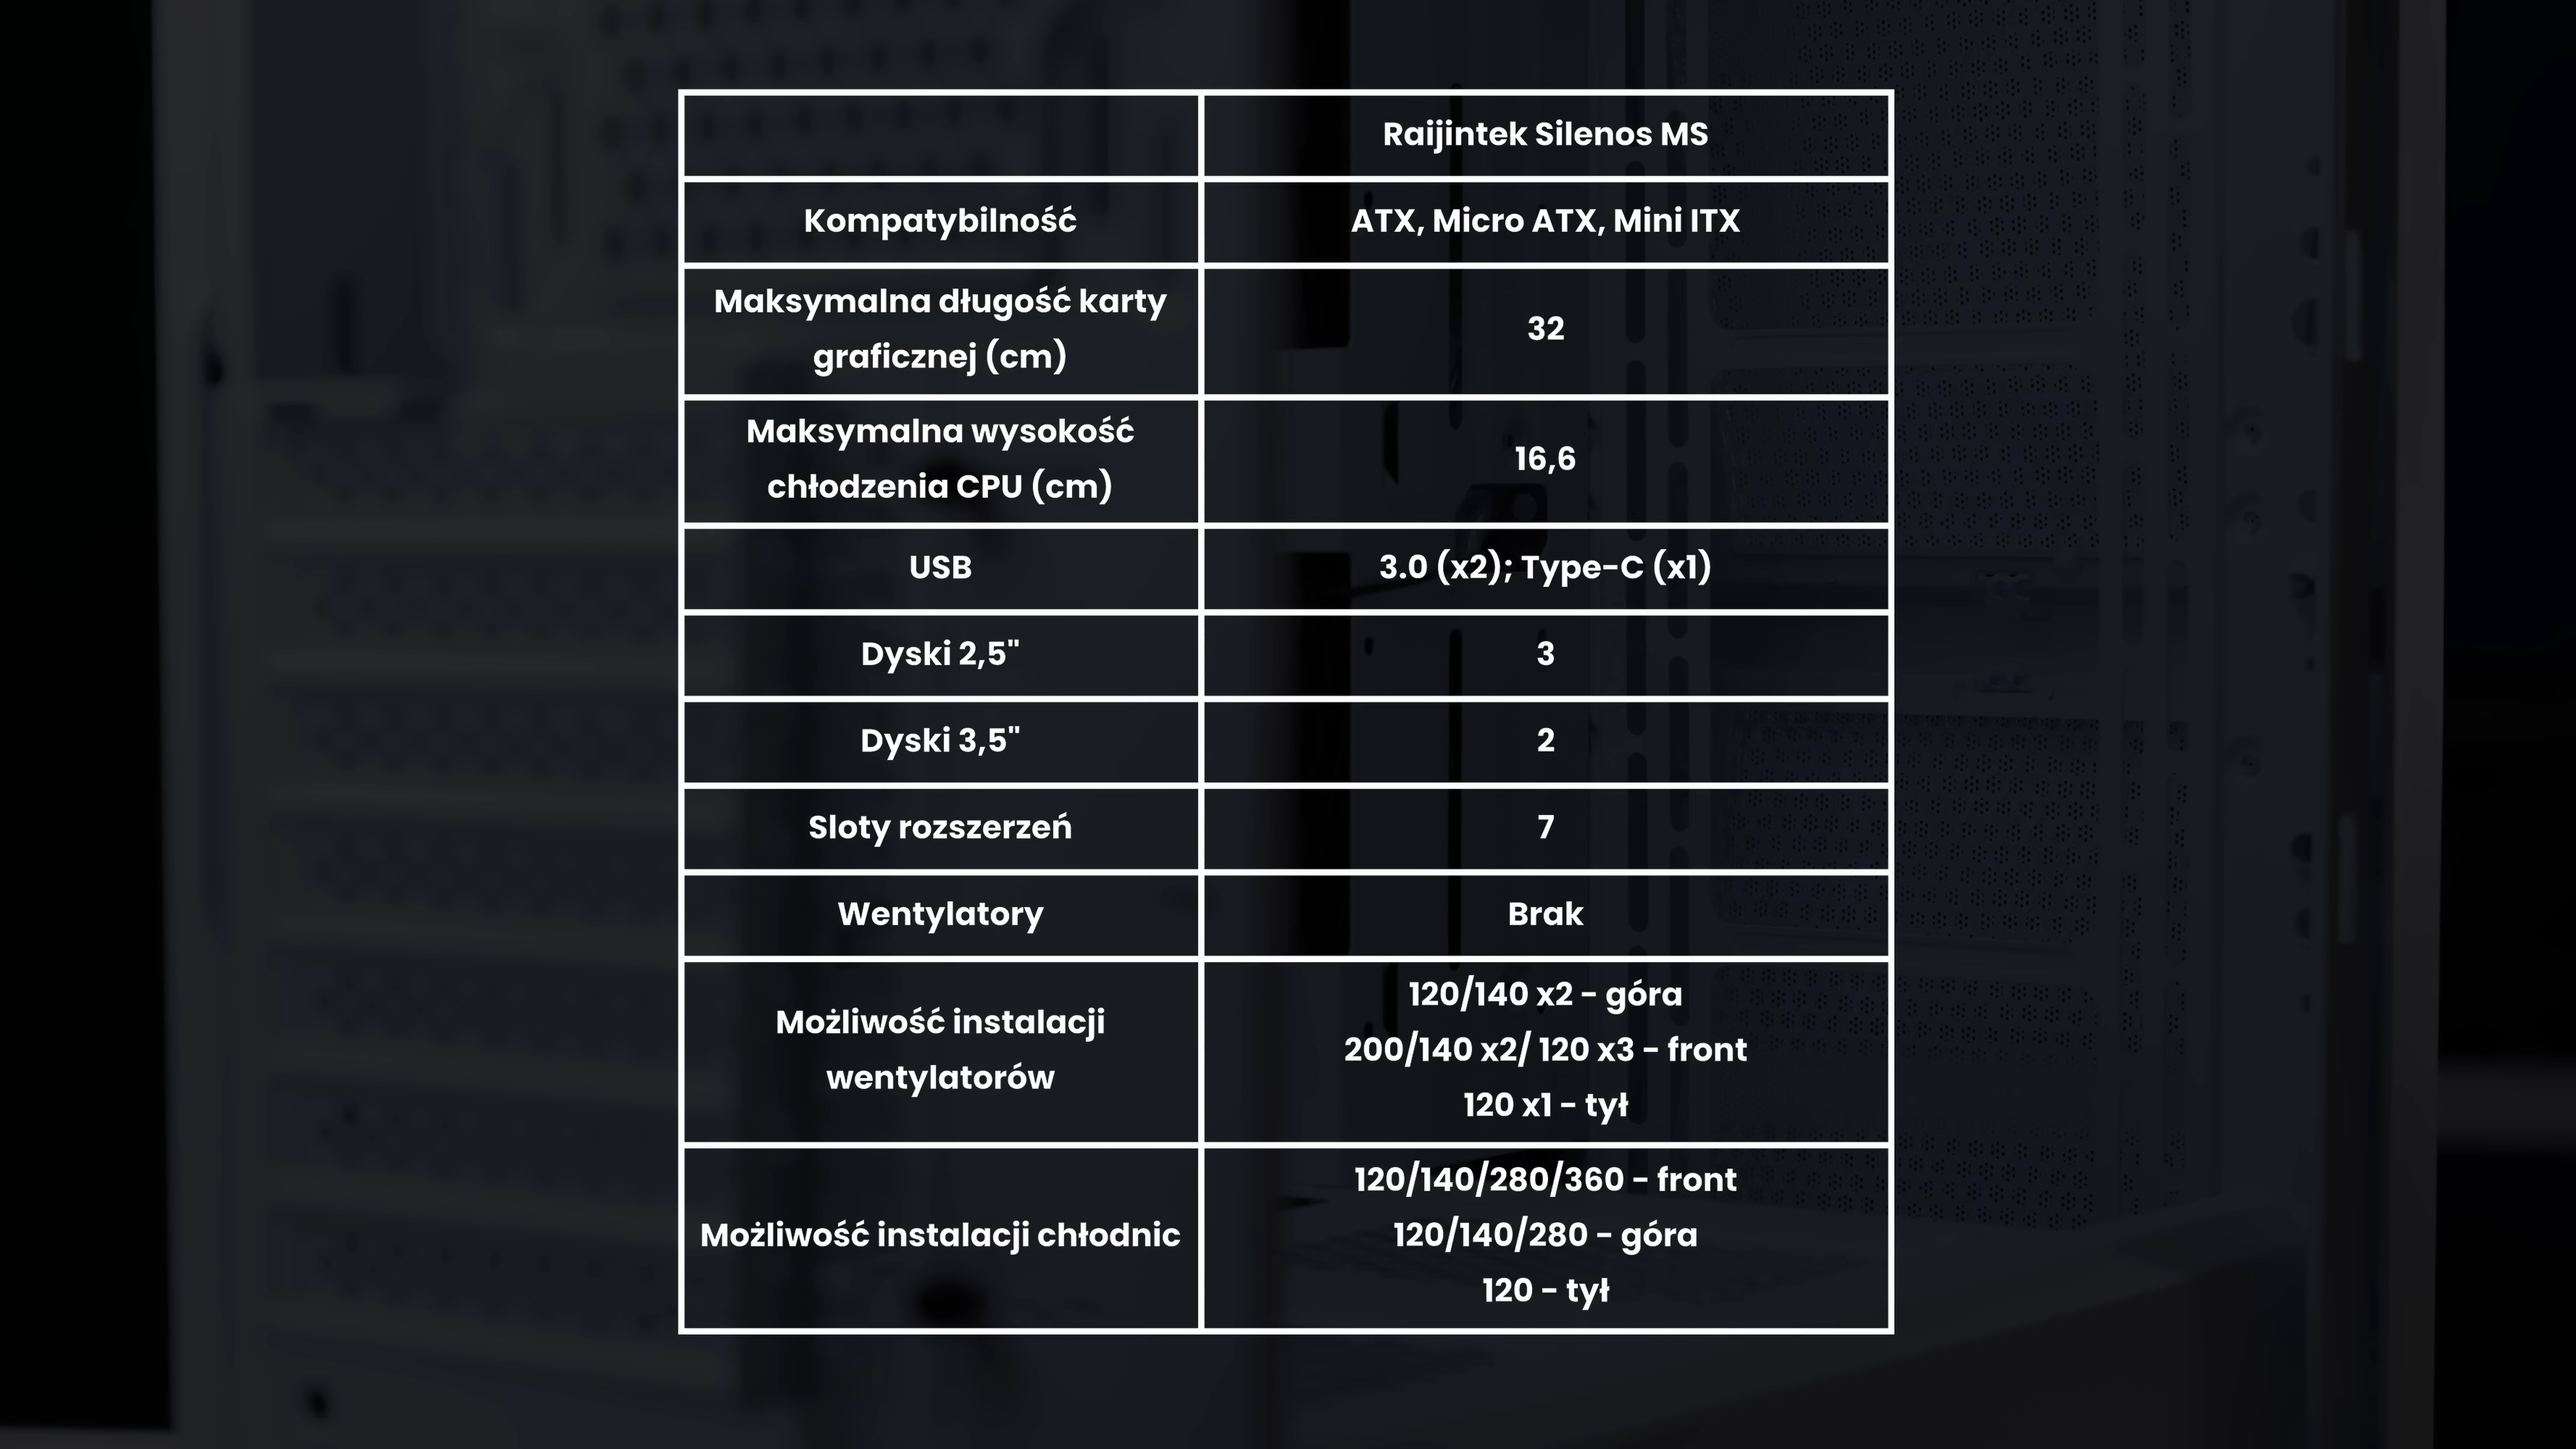 Raijintek Silenos MS
Kompatybilność
ATX, Micro ATX, Mini ITX
Maksymalna długość karty
graficznej (cm)
32
Maksymalna wysokość
chłodzenia CPU (cm)
16,6
USB
3.0 (x2); Type-C (x1)
Dyski 2,5"
3
Dyski 3,5"
2
Sloty rozszerzeń
7
Wentylatory
Brak
Możliwość instalacji
wentylatorów
120/140 x2 - góra
200/140 x2/ 120 x3 - front
120 x1 - tył
Możliwość instalacji chłodnic
120/140/280/360 - front
120/140/280 - góra
120 - tył